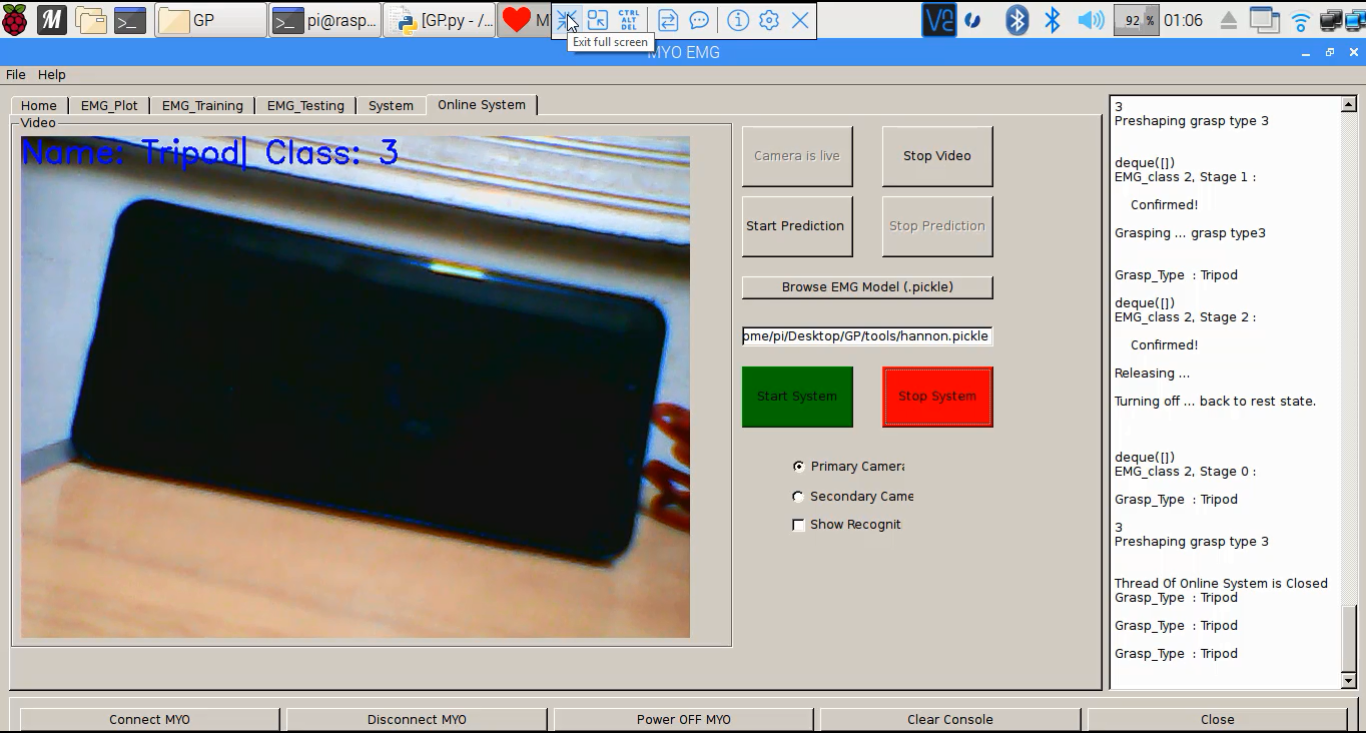 GP
pi@rasp...
[GP.py - /...
M
CTRL
ALT
DEL
92 %
01:06
Exit full screen
MYO EMG
File Help
Home EMG_Plot EMG_Training EMG_Testing System Online System
Video
Name: Tripod| Class: 3
Camera is live
Stop Video
Start Prediction
Stop Prediction
Browse EMG Model (.pickle)
ome/pi/Desktop/GP/tools/hannon.pickle
Start System
Stop System
Primary Camera
Secondary Came
Show Recognit
3
Preshaping grasp type 3
deque([])
EMG_class 2, Stage 1 :
Confirmed!
Grasping ... grasp type3
Grasp_Type : Tripod
deque([])
EMG_class 2, Stage 2 :
Confirmed!
Releasing ...
Turning off ... back to rest state.
deque([])
EMG_class 2, Stage 0 :
Grasp_Type : Tripod
3
Preshaping grasp type 3
Thread Of Online System is Closed
Grasp_Type : Tripod
Grasp_Type : Tripod
Grasp_Type : Tripod
Connect MYO
Disconnect MYO
Power OFF MYO
Clear Console
Close